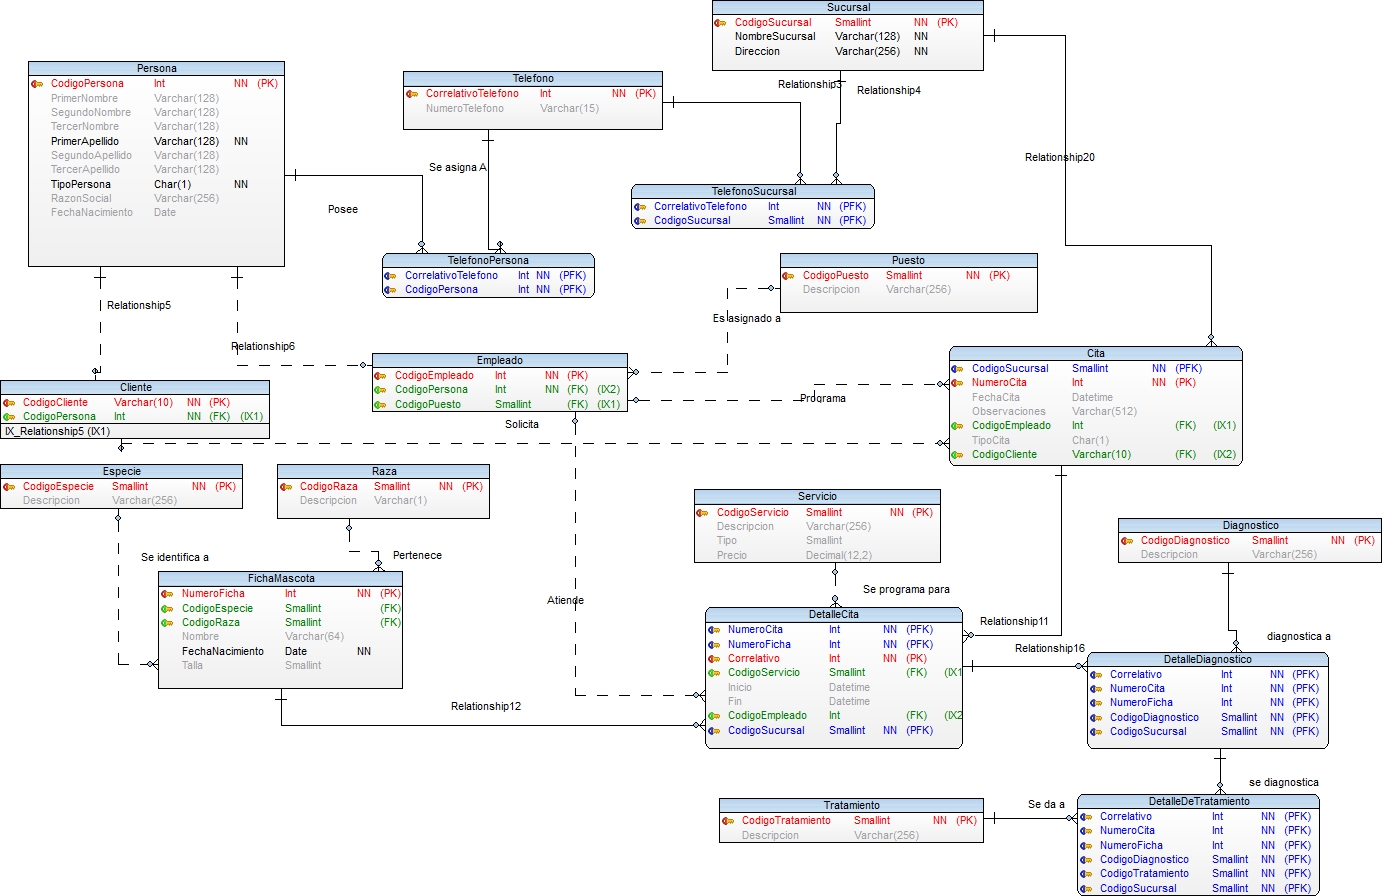 Sucursal
CodigoSucursal Smallint NN (PK)
NombreSucursal Varchar(128) NN
Direccion Varchar(256) NN
Persona
CodigoPersona Int NN (PK)
PrimerNombre Varchar(128)
SegundoNombre Varchar(128)
TercerNombre Varchar(128)
PrimerApellido Varchar(128) NN
SegundoApellido Varchar(128)
TercerApellido Varchar(128)
TipoPersona Char(1) NN
RazonSocial Varchar(256)
FechaNacimiento Date
Telefono
CorrelativoTelefono Int NN (PK)
NumeroTelefono Varchar(15)
Relationship3
Relationship4
Relationship20
Se asigna A
Posee
TelefonoSucursal
CorrelativoTelefono Int NN (PFK)
CodigoSucursal Smallint NN (PFK)
TelefonoPersona
CorrelativoTelefono Int NN (PFK)
CodigoPersona Int NN (PFK)
Puesto
CodigoPuesto Smallint NN (PK)
Descripcion Varchar(256)
Relationship5
Relationship6
Es asignado a
Empleado
CodigoEmpleado Int NN (PK)
CodigoPersona Int NN (FK) (IX2)
CodigoPuesto Smallint (FK) (IX1)
Cita
CodigoSucursal Smallint NN (PFK)
NumeroCita Int NN (PK)
FechaCita Datetime
Observaciones Varchar(512)
CodigoEmpleado Int (FK) (IX1)
TipoCita Char(1)
CodigoCliente Varchar(10) (FK) (IX2)
Programa
Cliente
CodigoCliente Varchar(10) NN (PK)
CodigoPersona Int NN (FK) (IX1)
IX_Relationship5 (IX1)
Solicita
Especie
CodigoEspecie Smallint NN (PK)
Descripcion Varchar(256)
Raza
CodigoRaza Smallint NN (PK)
Descripcion Varchar(1)
Servicio
CodigoServicio Smallint NN (PK)
Descripcion Varchar(256)
Tipo Smallint
Precio Decimal(12,2)
Diagnostico
CodigoDiagnostico Smallint NN (PK)
Descripcion Varchar(256)
Se identifica a
Pertenece
FichaMascota
NumeroFicha Int NN (PK)
CodigoEspecie Smallint (FK)
CodigoRaza Smallint (FK)
Nombre Varchar(64)
FechaNacimiento Date NN
Talla Smallint
Atiende
Se programa para
DetalleCita
NumeroCita Int NN (PFK)
NumeroFicha Int NN (PFK)
Correlativo Int NN (PK)
CodigoServicio Smallint (FK) (IX1
Inicio Datetime
Fin Datetime
CodigoEmpleado Int (FK) (IX2
CodigoSucursal Smallint NN (PFK)
Relationship11
Relationship16
diagnostica a
DetalleDiagnostico
Correlativo Int NN (PFK)
NumeroCita Int NN (PFK)
NumeroFicha Int NN (PFK)
CodigoDiagnostico Smallint NN (PFK)
CodigoSucursal Smallint NN (PFK)
Relationship12
se diagnostica
Tratamiento
CodigoTratamiento Smallint NN (PK)
Descripcion Varchar(256)
Se da a
DetalleDeTratamiento
Correlativo Int NN (PFK)
NumeroCita Int NN (PFK)
NumeroFicha Int NN (PFK)
CodigoDiagnostico Smallint NN (PFK)
CodigoTratamiento Smallint NN (PFK)
CodigoSucursal Smallint NN (PFK)